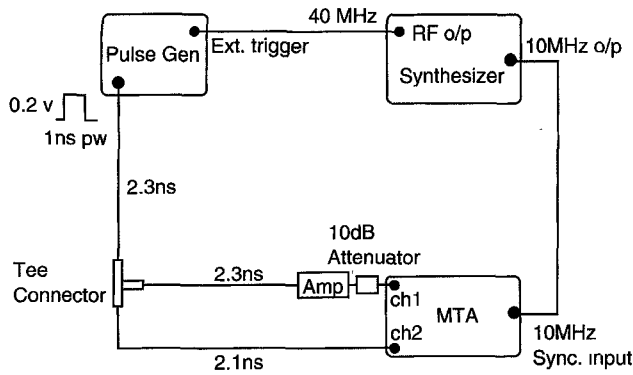 40 MHz
Pulse Gen
Ext. trigger
RF o/p
Synthesizer
10MHz o/p
0.2 v
1ns pw
2.3ns
Tee
Connector
2.3ns
10dB
Attenuator
Amp
ch1
MTA
ch2
2.1ns
10MHz
Sync. input